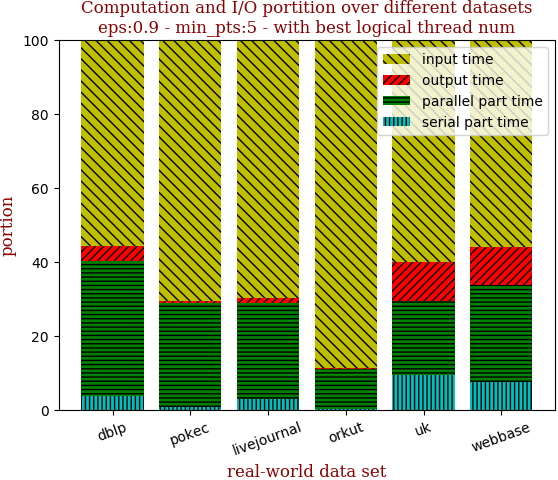 Computation and I/O portition over different datasets
eps:0.9 - min_pts:5 - with best logical thread num
input time
output time
parallel part time
serial part time
100
80
60
40
20
0
portion
dblp
pokec
livejournal
orkut
uk
webbase
real-world data set